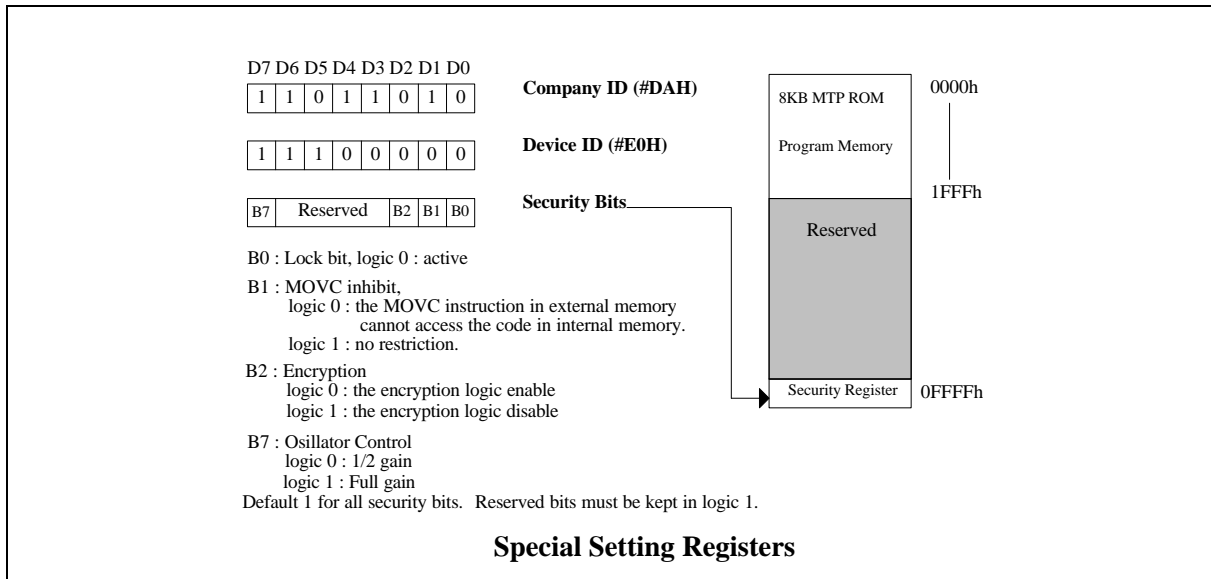 D7 D6 D5 D4 D3 D2 D1 D0
1 1 0 1 1 0 1 0
Company ID (#DAH)
1 1 1 0 0 0 0 0
Device ID (#E0H)
B7 Reserved B2 B1 B0
Security Bits
B0 : Lock bit, logic 0 : active
B1 : MOVC inhibit,
logic 0 : the MOVC instruction in external memory
cannot access the code in internal memory.
logic 1 : no restriction.
B2 : Encryption
logic 0 : the encryption logic enable
logic 1 : the encryption logic disable
B7 : Osillator Control
logic 0 : 1/2 gain
logic 1 : Full gain
Default 1 for all security bits. Reserved bits must be kept in logic 1.
8KB MTP ROM
Program Memory
0000h
1FFFh
Reserved
Security Register
0FFFFh
Special Setting Registers